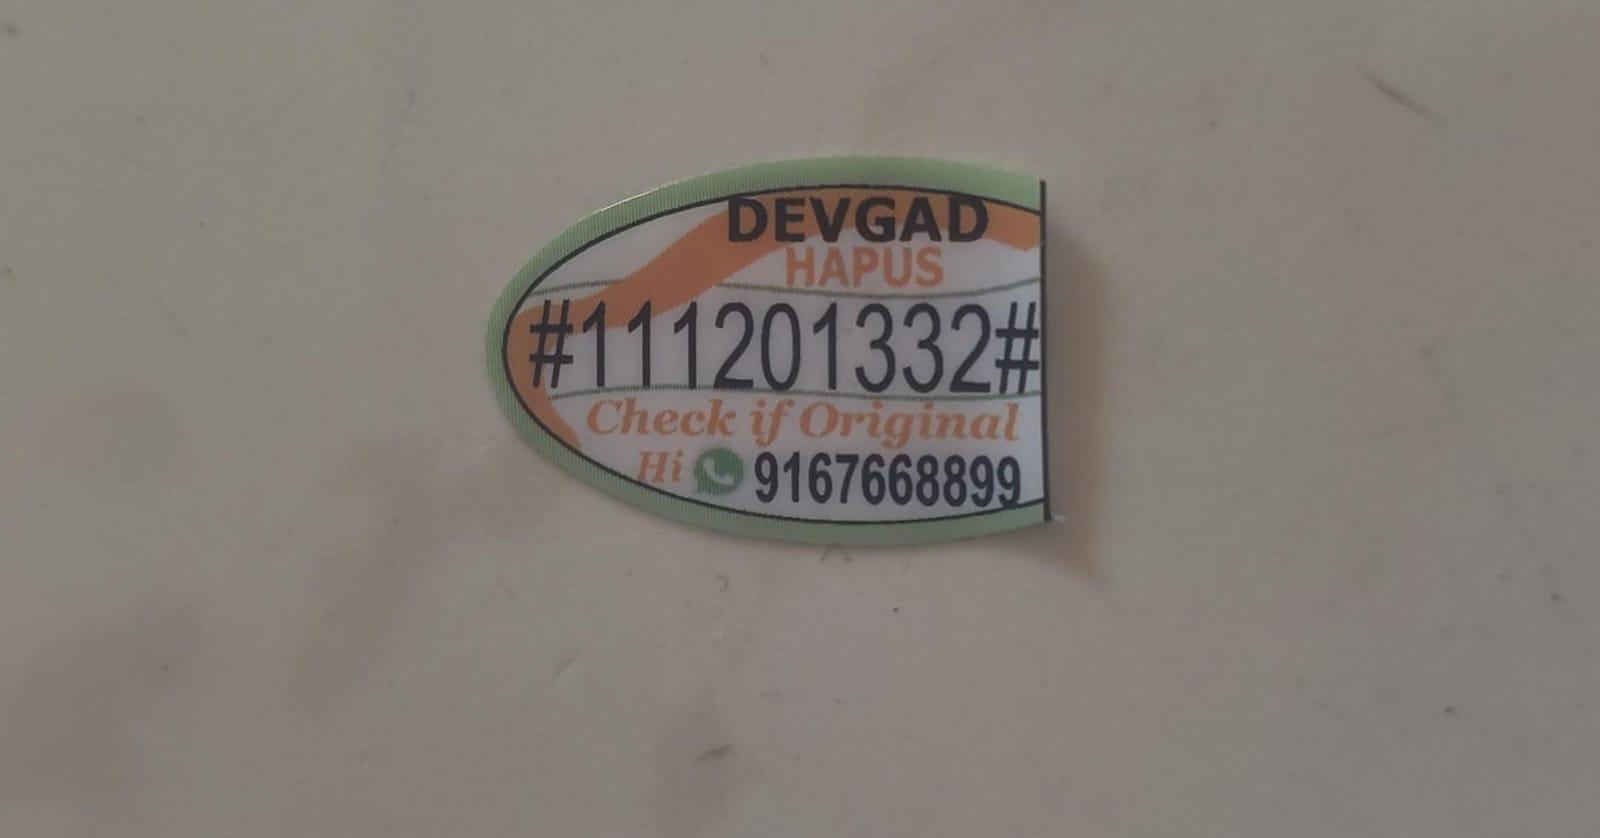 DEVGAD
HAPUS
#111201332#
Check if Original
Hi 9167668899